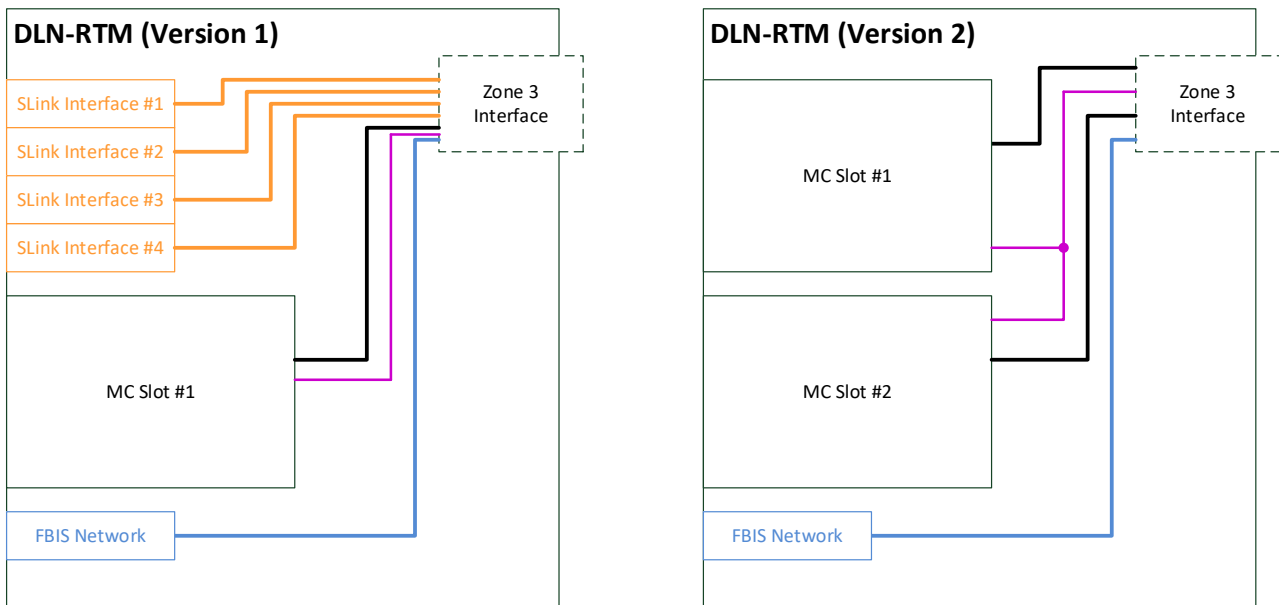 DLN-RTM (Version 1)
SLink Interface #1
SLink Interface #2
SLink Interface #3
SLink Interface #4
Zone 3
Interface
MC Slot #1
FBIS Network
DLN-RTM (Version 2)
Zone 3
Interface
MC Slot #1
MC Slot #2
FBIS Network